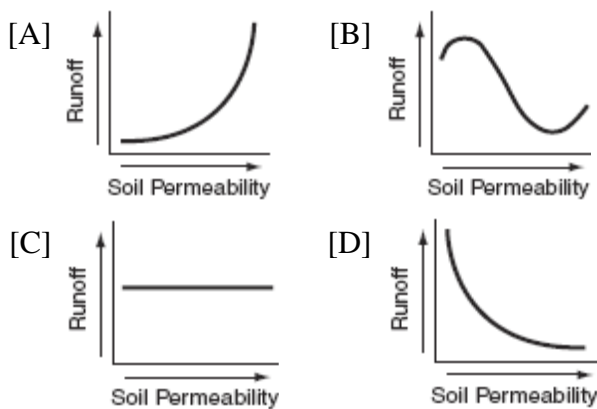 [A]
Runoff
Soil Permeability
[B]
Runoff
Soil Permeability
[C]
Runoff
Soil Permeability
[D]
Runoff
Soil Permeability